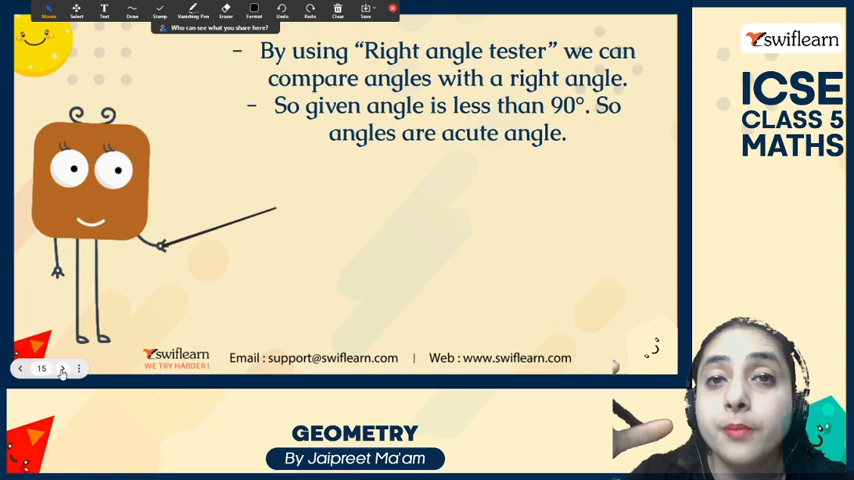 Mouse Select Text Draw Stamp Vanishing Pen Eraser Format Undo Redo Clear Save
Who can see what you share here?
- By using “Right angle tester” we can
compare angles with a right angle.
- So given angle is less than 90°. So
angles are acute angle.
swiflearn
ICSE
CLASS 5
MATHS
15
swiflearn
WE TRY HARDER!
Email : support@swiflearn.com | Web : www.swiflearn.com
GEOMETRY
By Jaipreet Ma'am